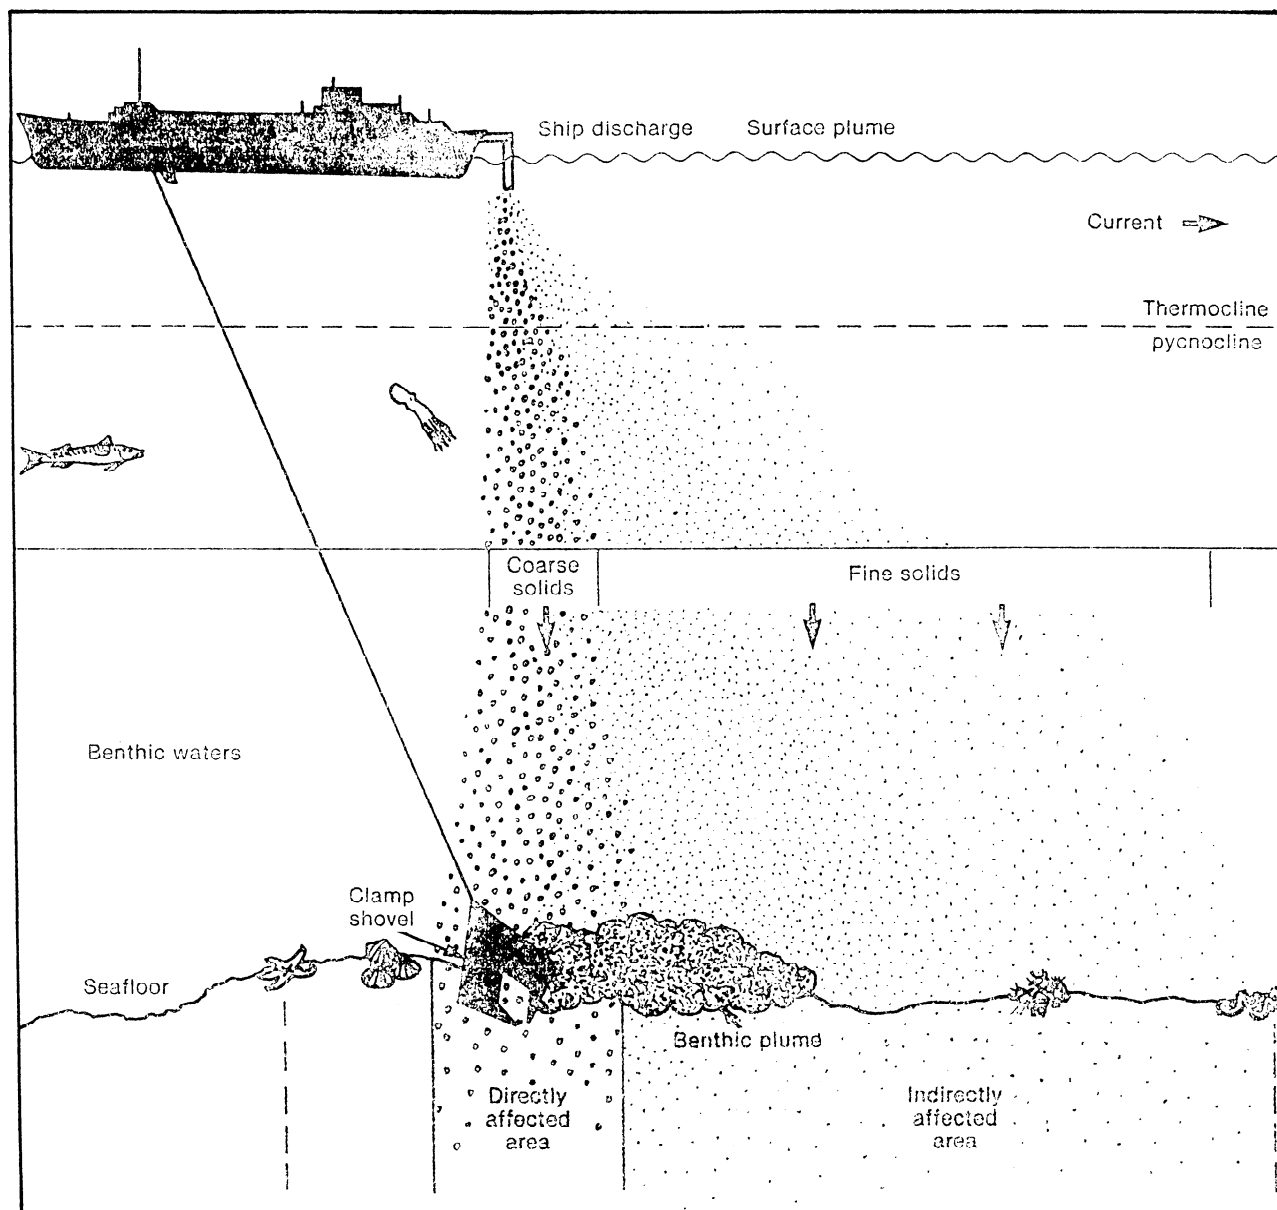 Ship discharge
Surface plume
Current
Thermocline
pycnocline
Coarse
solids
Fine solids
Benthic waters
Clamp
shovel
Seafloor
Benthic plume
Directly
affected
area
Indirectly
affected
area